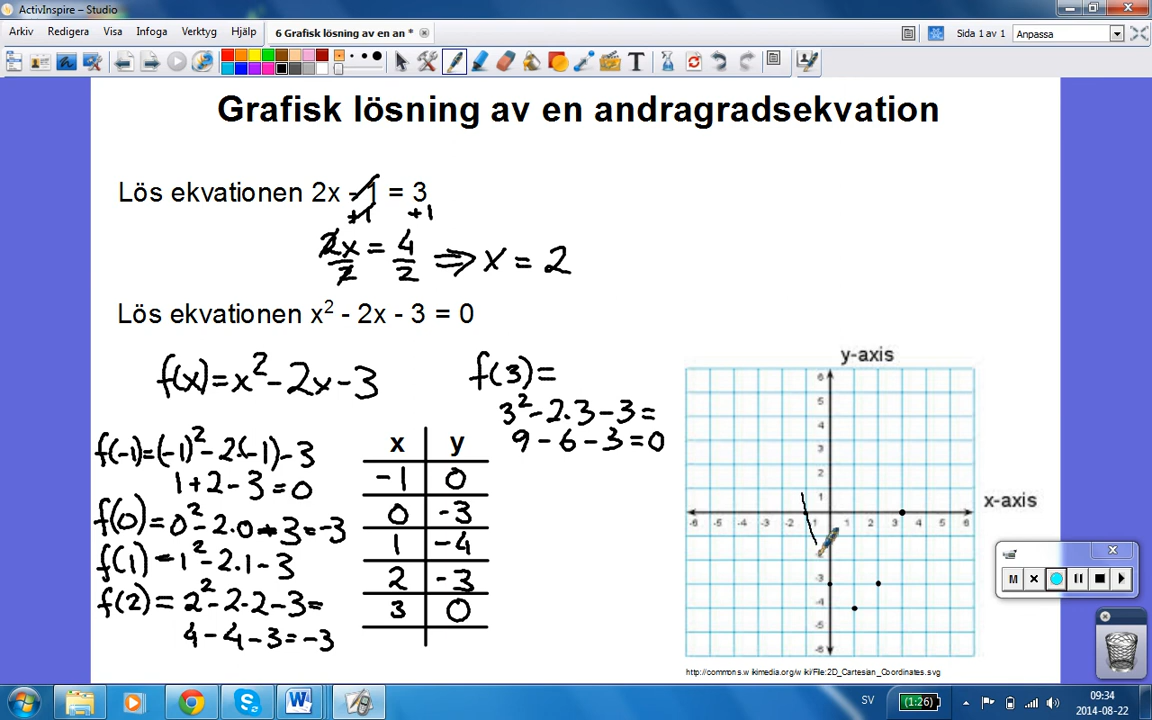 ActivInspire – Studio
Arkiv Redigera Visa Infoga Verktyg Hjälp
6 Grafisk lösning av en an *
Sida 1 av 1
Anpassa
Grafisk lösning av en andragradsekvation
Lös ekvationen 2x - 1 = 3
+1 +1
2x/2 = 4/2 ⇒ x = 2
Lös ekvationen x² - 2x - 3 = 0
f(x)=x²-2x-3
f(-1)=(-1)²-2(-1)-3
1+2-3=0
f(0)=0²-2·0-3=-3
f(1)=1²-2·1-3
f(2)=2²-2·2-3=
4-4-3=-3
x y
-1 0
0 -3
1 -4
2 -3
3 0
f(3)=
3²-2·3-3=
9-6-3=0
y-axis
6
5
4
3
2
1
x-axis
-6 -5 -4 -3 -2 1 1 2 3 4 5 6
-2
-3
-4
-5
-6
http://commons.wikimedia.org/wiki/File:2D_Cartesian_Coordinates.svg
M
SV
(1:26)
09:34
2014-08-22